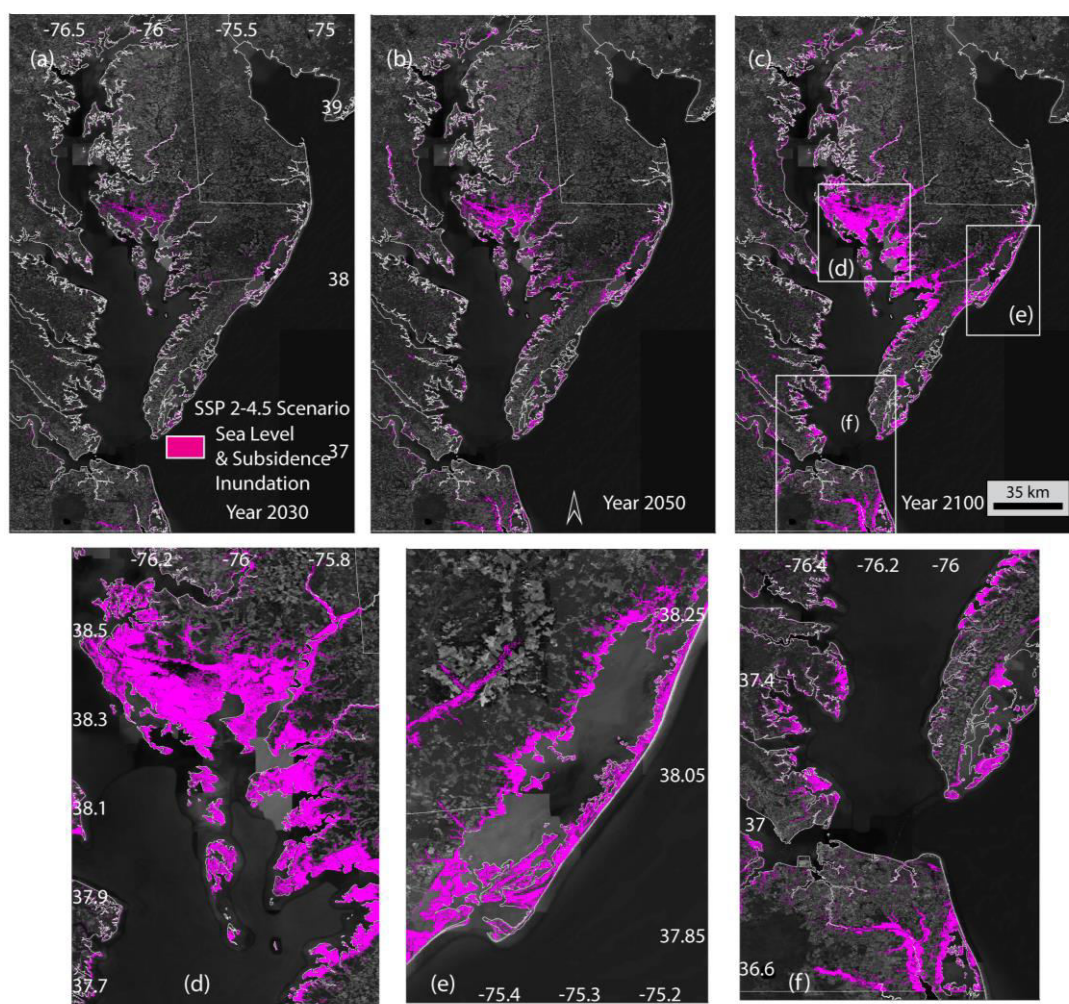 -76.5 -76 -75.5 -75
(a)
39
38
SSP 2-4.5 Scenario
Sea Level
37
& Subsidence
Inundation
Year 2030
(b)
Year 2050
(c)
(d)
(e)
(f)
Year 2100
35 km
-76.2 -76 -75.8
38.5
38.3
38.1
37.9
37.7
(d)
38.25
38.05
37.85
(e)
-75.4 -75.3 -75.2
-76.4 -76.2 -76
37.4
37
36.6
(f)